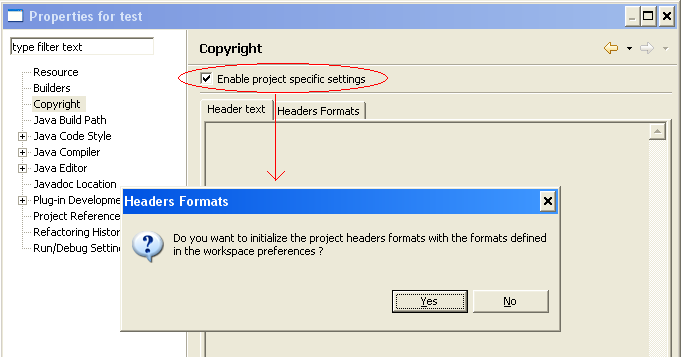 Properties for test
type filter text
Resource
Builders
Copyright
Java Build Path
Java Code Style
Java Compiler
Java Editor
Javadoc Location
Plug-in Developme
Project Reference
Refactoring Histor
Run/Debug Settin
Copyright
Enable project specific settings
Header text
Headers Formats
Headers Formats
Do you want to initialize the project headers formats with the formats defined
in the workspace preferences ?
Yes
No